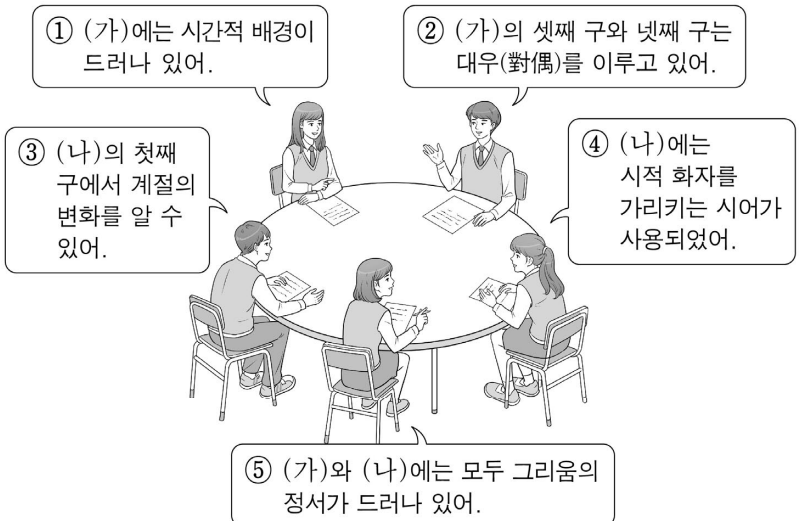 ① (가)에는 시간적 배경이
드러나 있어.
② (가)의 셋째 구와 넷째 구는
대우(對偶)를 이루고 있어.
③ (나)의 첫째
구에서 계절의
변화를 알 수
있어.
④ (나)에는
시적 화자를
가리키는 시어가
사용되었어.
⑤ (가)와 (나)에는 모두 그리움의
정서가 드러나 있어.